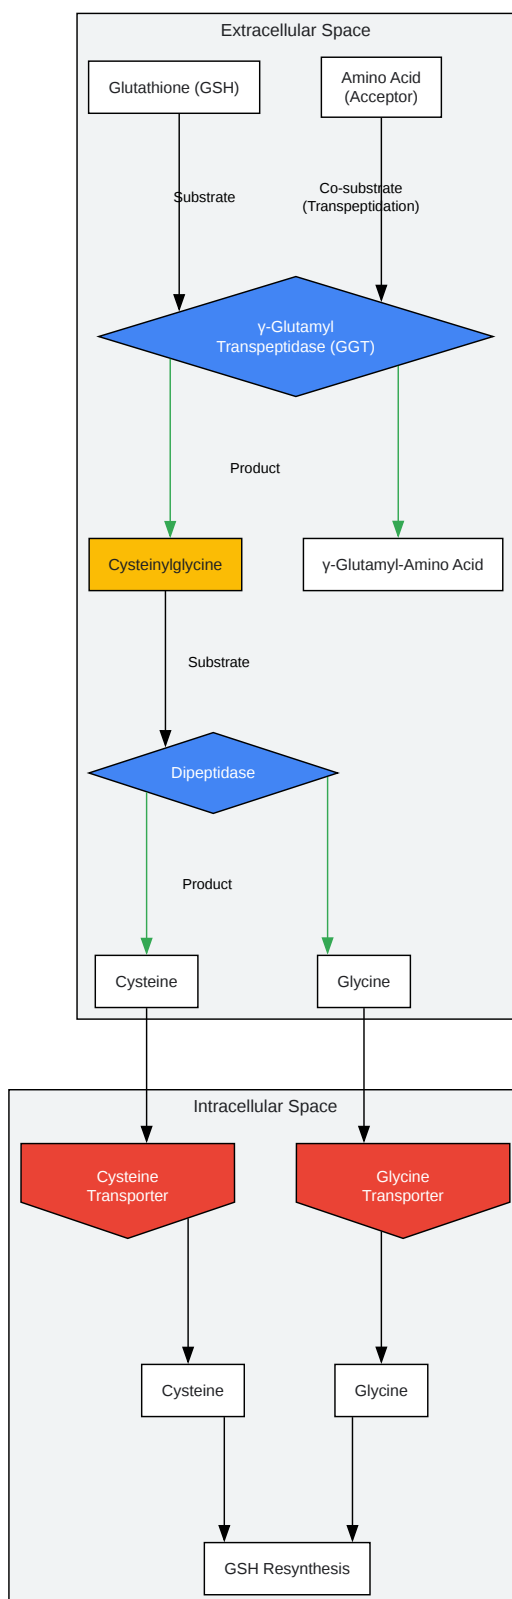 Extracellular Space
Glutathione (GSH)
Amino Acid
(Acceptor)
Substrate
Co-substrate
(Transpeptidation)
γ-Glutamyl
Transpeptidase (GGT)
Product
Cysteinylglycine
γ-Glutamyl-Amino Acid
Substrate
Dipeptidase
Product
Cysteine
Glycine
Intracellular Space
Cysteine
Transporter
Glycine
Transporter
Cysteine
Glycine
GSH Resynthesis